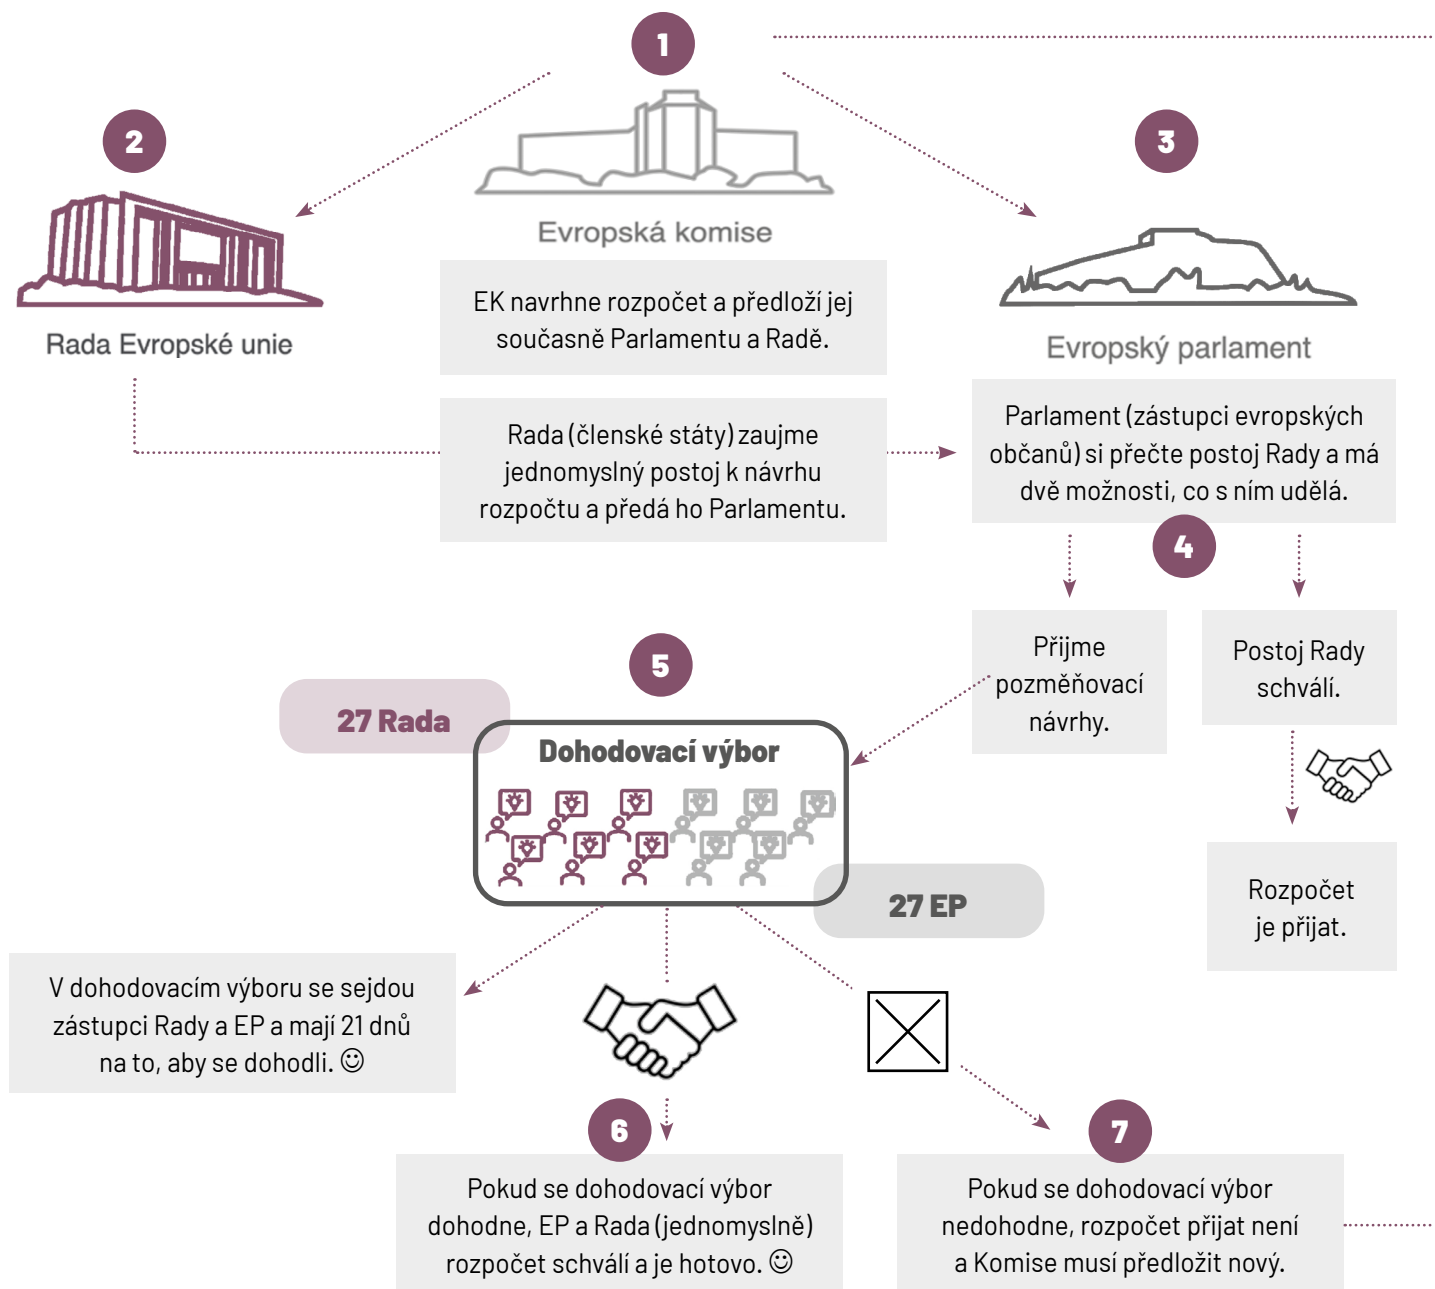 1
2
3
Evropská komise
Rada Evropské unie
Evropský parlament
EK navrhne rozpočet a předloží jej
současně Parlamentu a Radě.
Rada (členské státy) zaujme
jednomyslný postoj k návrhu
rozpočtu a předá ho Parlamentu.
Parlament (zástupci evropských
občanů) si přečte postoj Rady a má
dvě možnosti, co s ním udělá.
4
Přijme
pozměňovací
návrhy.
Postoj Rady
schválí.
Rozpočet
je přijat.
5
27 Rada
Dohodovací výbor
27 EP
V dohodovacím výboru se sejdou
zástupci Rady a EP a mají 21 dnů
na to, aby se dohodli. ☺
6
Pokud se dohodovací výbor
dohodne, EP a Rada (jednomyslně)
rozpočet schválí a je hotovo. ☺
7
Pokud se dohodovací výbor
nedohodne, rozpočet přijat není
a Komise musí předložit nový.